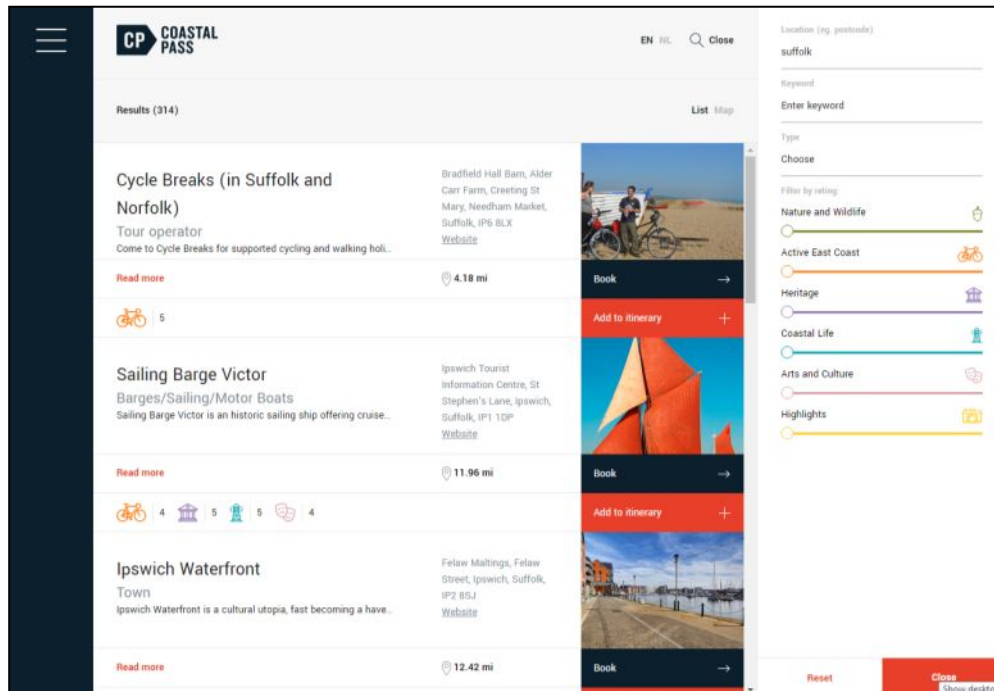 CP COASTAL
PASS
EN NL Close
Results (314)
List Map
Cycle Breaks (in Suffolk and
Norfolk)
Tour operator
Come to Cycle Breaks for supported cycling and walking holi...
Bradfield Hall Barn, Alder
Carr Farm, Creeting St
Mary, Needham Market,
Suffolk, IP6 8LX
Website
Read more
4.18 mi
Book
5
Add to itinerary
Sailing Barge Victor
Barges/Sailing/Motor Boats
Sailing Barge Victor is an historic sailing ship offering cruise...
Ipswich Tourist
Information Centre, St
Stephen's Lane, Ipswich,
Suffolk, IP1 1DP
Website
Read more
11.96 mi
Book
4 5 5 4
Add to itinerary
Ipswich Waterfront
Town
Ipswich Waterfront is a cultural utopia, fast becoming a have...
Felaw Maltings, Felaw
Street, Ipswich, Suffolk,
IP2 8SJ
Website
Read more
12.42 mi
Book
Location (eg. postcode)
suffolk
Keyword
Enter keyword
Type
Choose
Filter by rating
Nature and Wildlife
Active East Coast
Heritage
Coastal Life
Arts and Culture
Highlights
Reset
Close
Show deskto